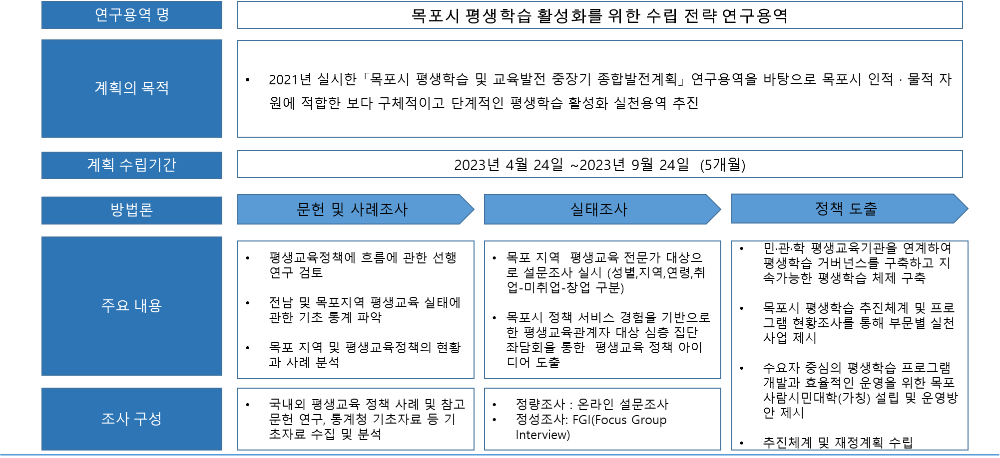 연구용역 명
목포시 평생학습 활성화를 위한 수립 전략 연구용역
계획의 목적
• 2021년 실시한「목포시 평생학습 및 교육발전 중장기 종합발전계획」연구용역을 바탕으로 목포시 인적 · 물적 자
원에 적합한 보다 구체적이고 단계적인 평생학습 활성화 실천용역 추진
계획 수립기간
2023년 4월 24일 ~2023년 9월 24일 (5개월)
방법론
문헌 및 사례조사
실태조사
정책 도출
주요 내용
• 평생교육정책에 흐름에 관한 선행
연구 검토
• 전남 및 목포지역 평생교육 실태에
관한 기초 통계 파악
• 목포 지역 및 평생교육정책의 현황
과 사례 분석
• 목포 지역 평생교육 전문가 대상으
로 설문조사 실시 (성별,지역,연령,취
업-미취업-창업 구분)
• 목포시 정책 서비스 경험을 기반으로
한 평생교육관계자 대상 심층 집단
좌담회을 통한 평생교육 정책 아이
디어 도출
• 민·관·학 평생교육기관을 연계하여
평생학습 거버넌스를 구축하고 지
속가능한 평생학습 체제 구축
• 목포시 평생학습 추진체계 및 프로
그램 현황조사를 통해 부문별 실천
사업 제시
• 수요자 중심의 평생학습 프로그램
개발과 효율적인 운영을 위한 목포
사람시민대학(가칭) 설립 및 운영방
안 제시
• 추진체계 및 재정계획 수립
조사 구성
• 국내외 평생교육 정책 사례 및 참고
문헌 연구, 통계청 기초자료 등 기
초자료 수집 및 분석
• 정량조사 : 온라인 설문조사
• 정성조사: FGI(Focus Group
Interview)